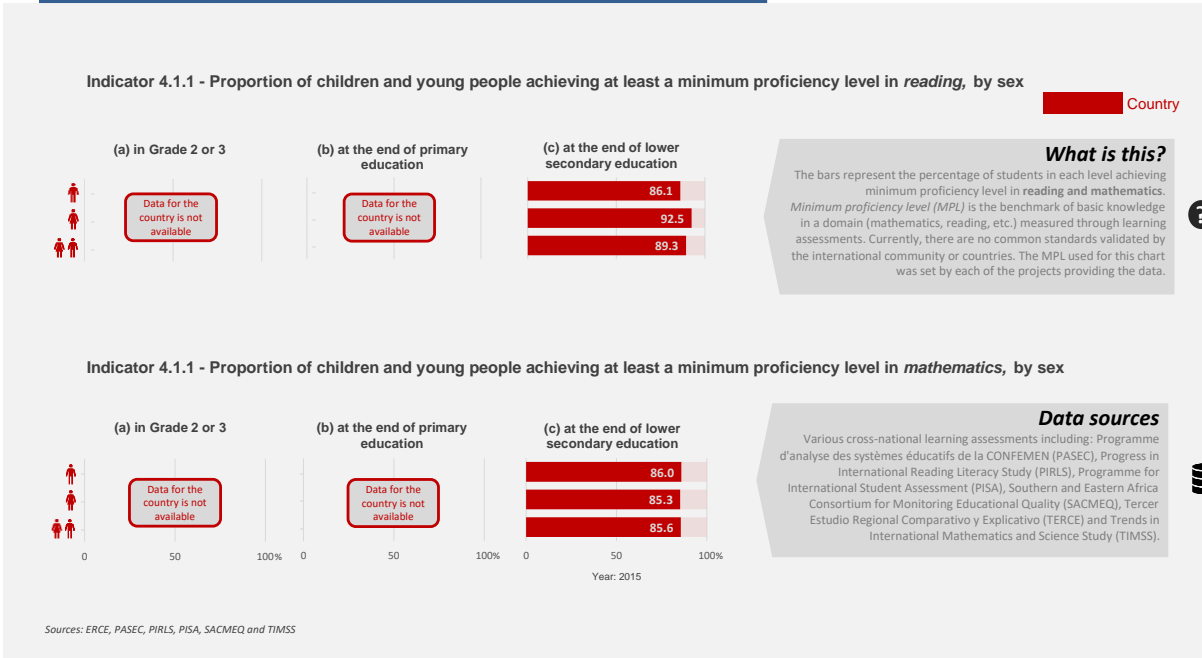 Indicator 4.1.1 - Proportion of children and young people achieving at least a minimum proficiency level in reading, by sex
Country
(a) in Grade 2 or 3
Data for the
country is not
available
(b) at the end of primary
education
Data for the
country is not
available
(c) at the end of lower
secondary education
86.1
92.5
89.3
What is this?
The bars represent the percentage of students in each level achieving
minimum proficiency level in reading and mathematics.
Minimum proficiency level (MPL) is the benchmark of basic knowledge
in a domain (mathematics, reading, etc.) measured through learning
assessments. Currently, there are no common standards validated by
the international community or countries. The MPL used for this chart
was set by each of the projects providing the data.
?
Indicator 4.1.1 - Proportion of children and young people achieving at least a minimum proficiency level in mathematics, by sex
(a) in Grade 2 or 3
Data for the
country is not
available
0 50 100%
(b) at the end of primary
education
Data for the
country is not
available
0 50 100%
(c) at the end of lower
secondary education
86.0
85.3
85.6
0 50 100%
Year: 2015
Data sources
Various cross-national learning assessments including: Programme
d'analyse des systèmes éducatifs de la CONFEMEN (PASEC), Progress in
International Reading Literacy Study (PIRLS), Programme for
International Student Assessment (PISA), Southern and Eastern Africa
Consortium for Monitoring Educational Quality (SACMEQ), Tercer
Estudio Regional Comparativo y Explicativo (TERCE) and Trends in
International Mathematics and Science Study (TIMSS).
Sources: ERCE, PASEC, PIRLS, PISA, SACMEQ and TIMSS